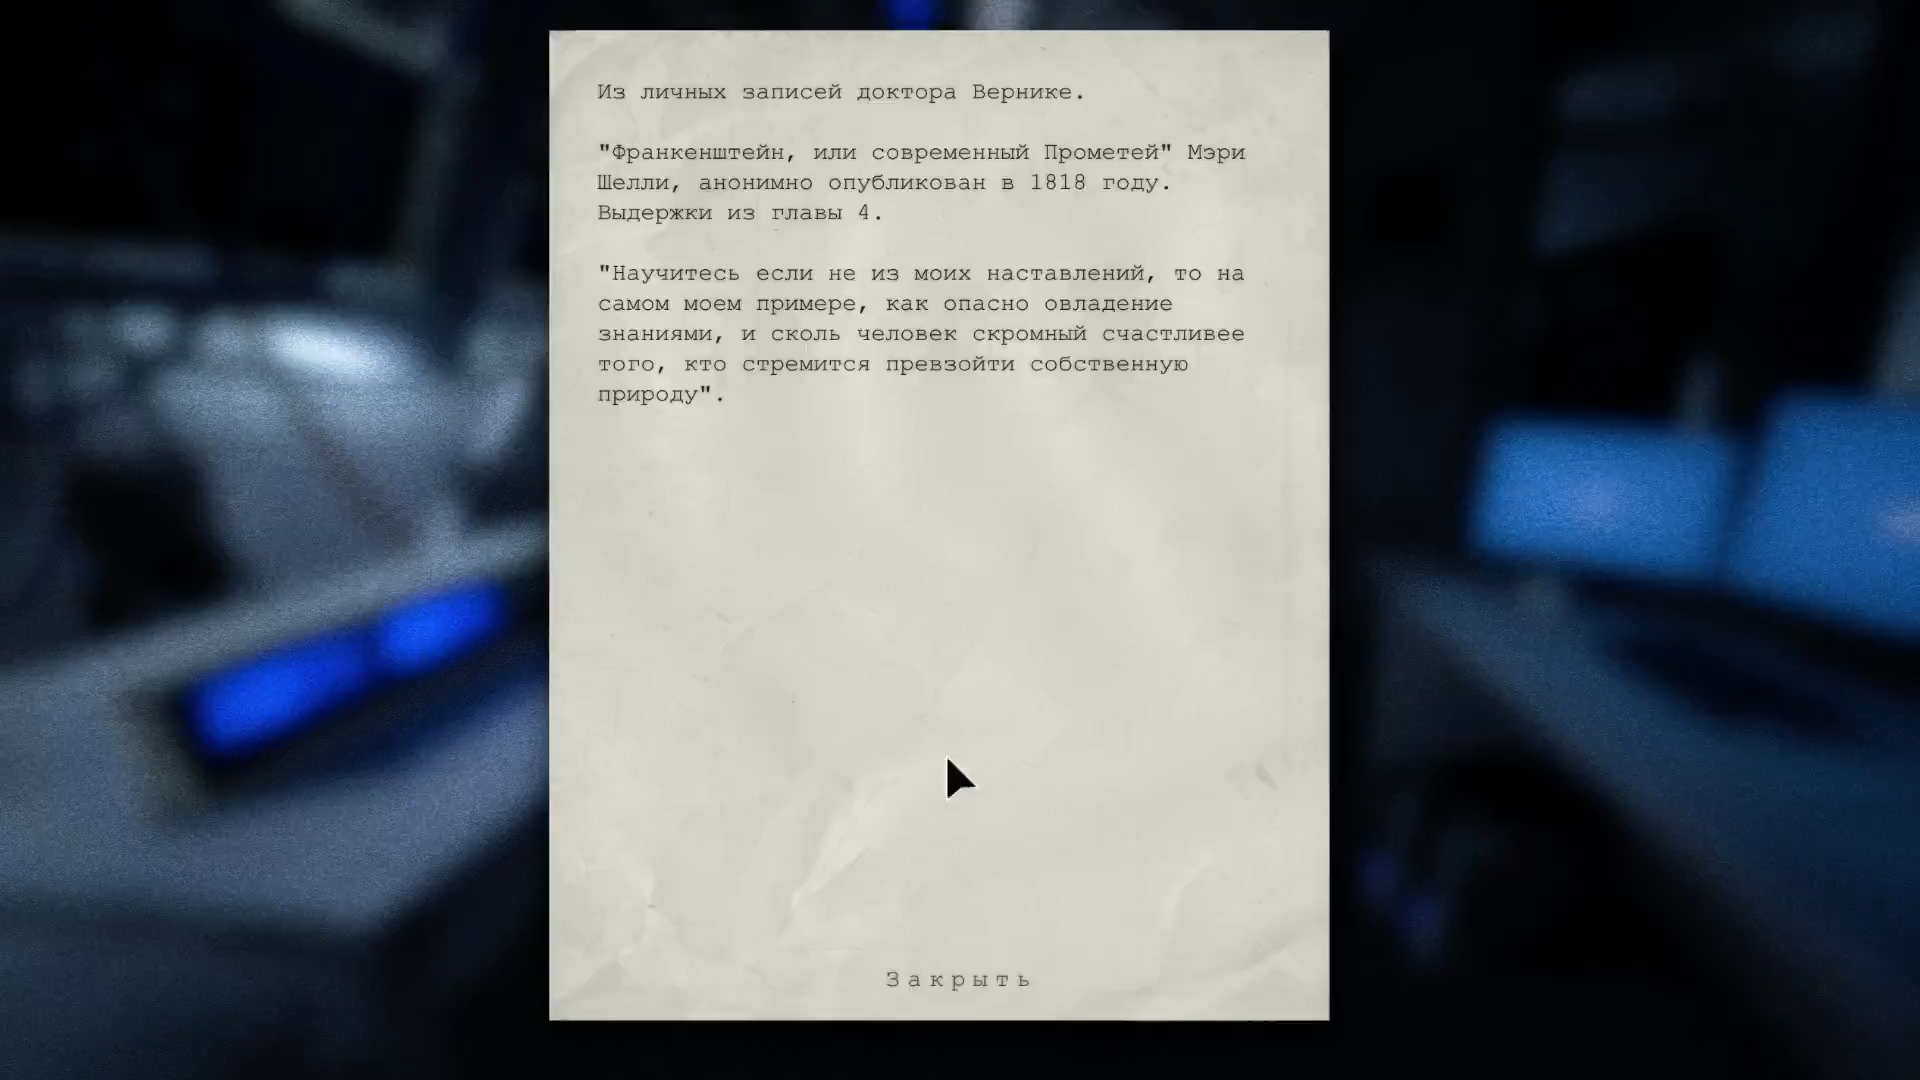 Из личных записей доктора Вернике.
"Франкенштейн, или современный Прометей" Мэри
Шелли, анонимно опубликован в 1818 году.
Выдержки из главы 4.
"Научитесь если не из моих наставлений, то на
самом моем примере, как опасно овладение
знаниями, и сколь человек скромный счастливее
того, кто стремится превзойти собственную
природу".
Закрыть